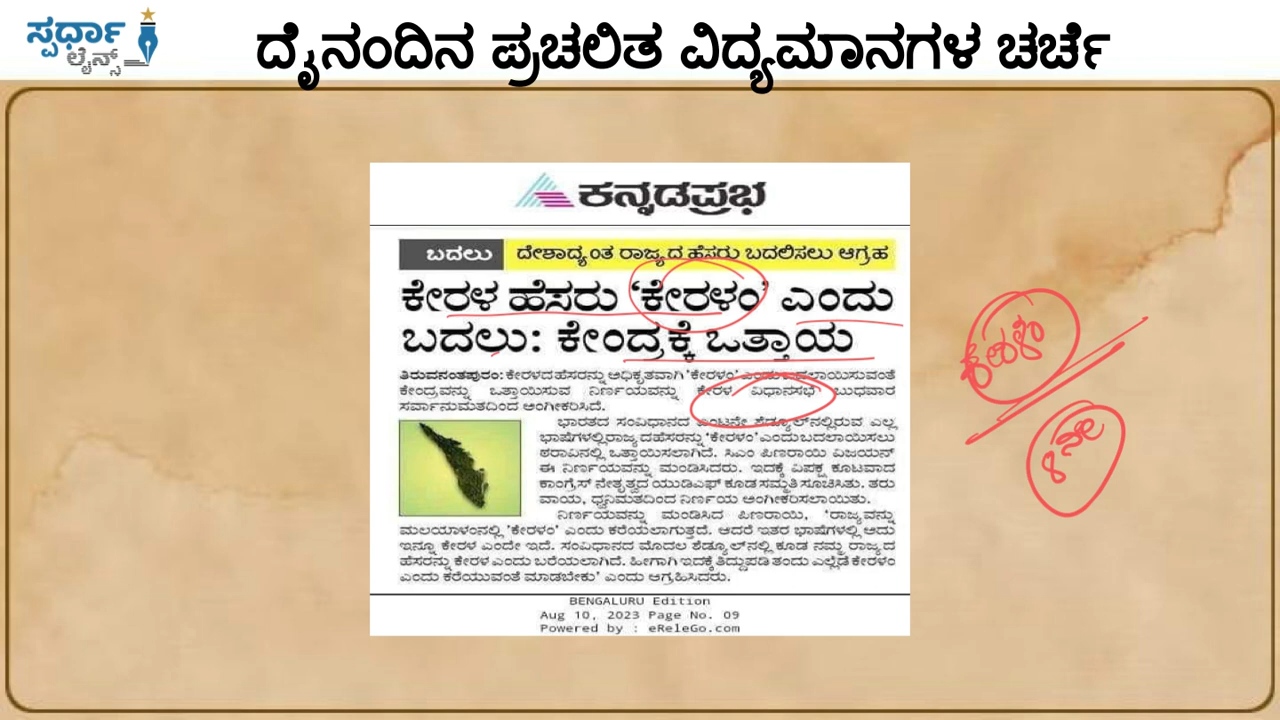 ಸ್ಪರ್ಧಾ
ಲೈನ್ಸ್
ದೈನಂದಿನ ಪ್ರಚಲಿತ ವಿದ್ಯಮಾನಗಳ ಚರ್ಚೆ
ಕನ್ನಡಪ್ರಭ
ಬದಲು ದೇಶಾದ್ಯಂತ ರಾಜ್ಯದ ಹೆಸರು ಬದಲಿಸಲು ಆಗ್ರಹ
ಕೇರಳ ಹೆಸರು ‘ಕೇರಳಂ’ ಎಂದು
ಬದಲು: ಕೇಂದ್ರಕ್ಕೆ ಒತ್ತಾಯ
ತಿರುವನಂತಪುರಂ: ಕೇರಳದ ಹೆಸರನ್ನು ಅಧಿಕೃತವಾಗಿ ‘ಕೇರಳಂ’ ಎಂದು ಬದಲಾಯಿಸುವಂತೆ
ಕೇಂದ್ರವನ್ನು ಒತ್ತಾಯಿಸುವ ನಿರ್ಣಯವನ್ನು ಕೇರಳ ವಿಧಾನಸಭೆ ಬುಧವಾರ
ಸರ್ವಾನುಮತದಿಂದ ಅಂಗೀಕರಿಸಿದೆ.
ಭಾರತದ ಸಂವಿಧಾನದ ಎಂಟನೇ ಶೆಡ್ಯೂಲ್‌ನಲ್ಲಿರುವ ಎಲ್ಲ
ಭಾಷೆಗಳಲ್ಲಿ ರಾಜ್ಯದ ಹೆಸರನ್ನು ‘ಕೇರಳಂ’ ಎಂದು ಬದಲಾಯಿಸಲು
ಠರಾವಿನಲ್ಲಿ ಒತ್ತಾಯಿಸಲಾಗಿದೆ. ಸಿಎಂ ಪಿಣರಾಯಿ ವಿಜಯನ್
ಈ ನಿರ್ಣಯವನ್ನು ಮಂಡಿಸಿದರು. ಇದಕ್ಕೆ ವಿಪಕ್ಷ ಕೂಟವಾದ
ಕಾಂಗ್ರೆಸ್ ನೇತೃತ್ವದ ಯುಡಿಎಫ್ ಕೂಡ ಸಮ್ಮತಿ ಸೂಚಿಸಿತು. ತರು
ವಾಯ, ಧ್ವನಿಮತದಿಂದ ನಿರ್ಣಯ ಅಂಗೀಕರಿಸಲಾಯಿತು.
ನಿರ್ಣಯವನ್ನು ಮಂಡಿಸಿದ ಪಿಣರಾಯಿ, ‘ರಾಜ್ಯವನ್ನು
ಮಲಯಾಳಂನಲ್ಲಿ ‘ಕೇರಳಂ’ ಎಂದು ಕರೆಯಲಾಗುತ್ತದೆ. ಆದರೆ ಇತರ ಭಾಷೆಗಳಲ್ಲಿ ಅದು
ಇನ್ನೂ ಕೇರಳ ಎಂದೇ ಇದೆ. ಸಂವಿಧಾನದ ಮೊದಲ ಶೆಡ್ಯೂಲ್‌ನಲ್ಲಿ ಕೂಡ ನಮ್ಮ ರಾಜ್ಯದ
ಹೆಸರನ್ನು ಕೇರಳ ಎಂದು ಬರೆಯಲಾಗಿದೆ. ಹೀಗಾಗಿ ಇದಕ್ಕೆ ತಿದ್ದುಪಡಿ ತಂದು ಎಲ್ಲೆಡೆ ಕೇರಳಂ
ಎಂದು ಕರೆಯುವಂತೆ ಮಾಡಬೇಕು’ ಎಂದು ಆಗ್ರಹಿಸಿದರು.
BENGALURU Edition
Aug 10, 2023 Page No. 09
Powered by : eReleGo.com
ಕೇರಳಂ
8ನೇ